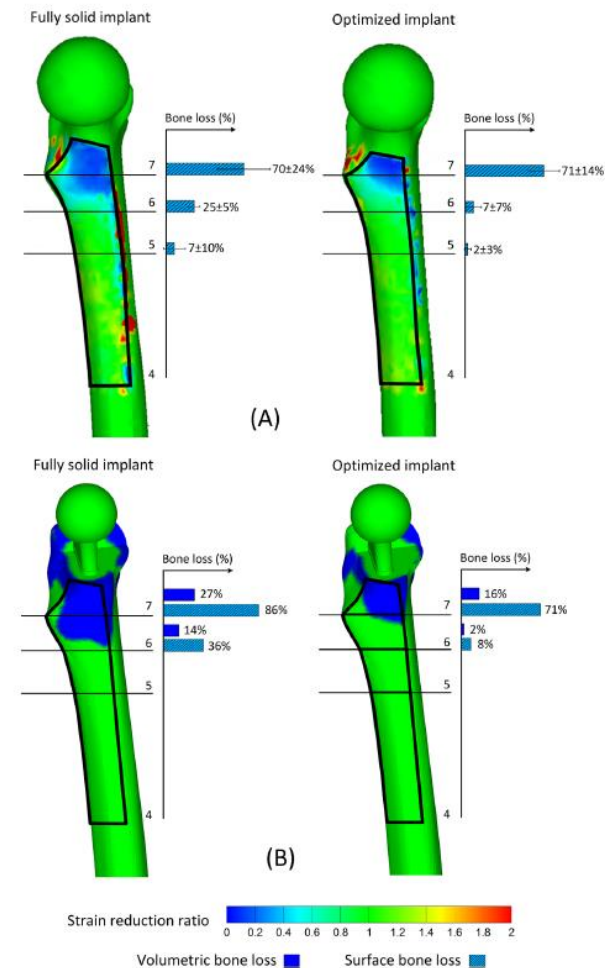 Fully solid implant
Optimized implant
Bone loss (%)
Bone loss (%)
7
70±24%
7
71±14%
6
25±5%
6
7±7%
5
7±10%
5
2±3%
4
4
(A)
Fully solid implant
Optimized implant
Bone loss (%)
Bone loss (%)
27%
16%
7
86%
7
71%
14%
2%
6
36%
6
8%
5
5
4
4
(B)
Strain reduction ratio
0 0.2 0.4 0.6 0.8 1 1.2 1.4 1.6 1.8 2
Volumetric bone loss
Surface bone loss